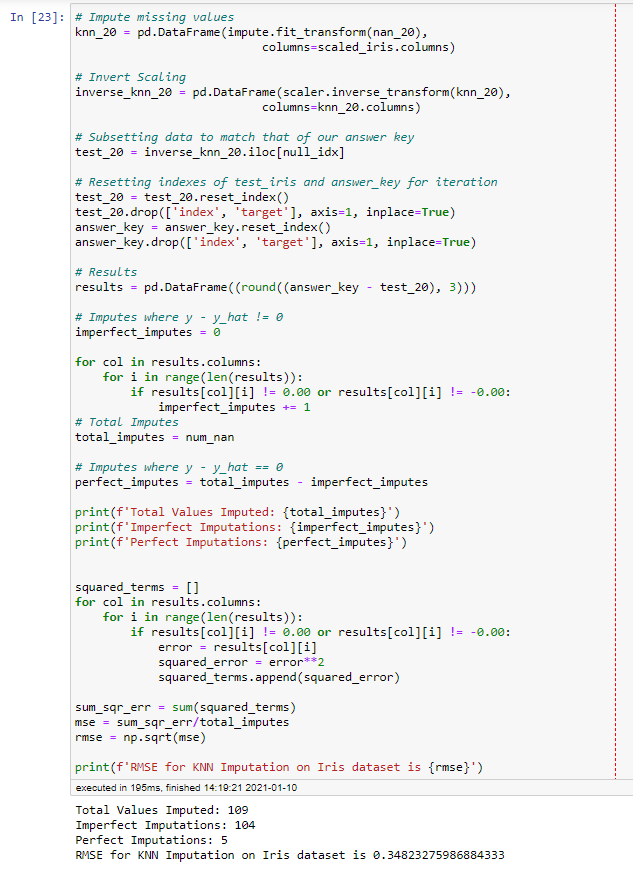 In [23]: # Impute missing values
knn_20 = pd.DataFrame(impute.fit_transform(nan_20),
columns=scaled_iris.columns)
# Invert Scaling
inverse_knn_20 = pd.DataFrame(scaler.inverse_transform(knn_20),
columns=knn_20.columns)
# Subsetting data to match that of our answer key
test_20 = inverse_knn_20.iloc[null_idx]
# Resetting indexes of test_iris and answer_key for iteration
test_20 = test_20.reset_index()
test_20.drop(['index', 'target'], axis=1, inplace=True)
answer_key = answer_key.reset_index()
answer_key.drop(['index', 'target'], axis=1, inplace=True)
# Results
results = pd.DataFrame((round((answer_key - test_20), 3)))
# Imputes where y - y_hat != 0
imperfect_imputes = 0
for col in results.columns:
for i in range(len(results)):
if results[col][i] != 0.00 or results[col][i] != -0.00:
imperfect_imputes += 1
# Total Imputes
total_imputes = num_nan
# Imputes where y - y_hat == 0
perfect_imputes = total_imputes - imperfect_imputes
print(f'Total Values Imputed: {total_imputes}')
print(f'Imperfect Imputations: {imperfect_imputes}')
print(f'Perfect Imputations: {perfect_imputes}')
squared_terms = []
for col in results.columns:
for i in range(len(results)):
if results[col][i] != 0.00 or results[col][i] != -0.00:
error = results[col][i]
squared_error = error**2
squared_terms.append(squared_error)
sum_sqr_err = sum(squared_terms)
mse = sum_sqr_err/total_imputes
rmse = np.sqrt(mse)
print(f'RMSE for KNN Imputation on Iris dataset is {rmse}')
executed in 195ms, finished 14:19:21 2021-01-10
Total Values Imputed: 109
Imperfect Imputations: 104
Perfect Imputations: 5
RMSE for KNN Imputation on Iris dataset is 0.34823275986884333